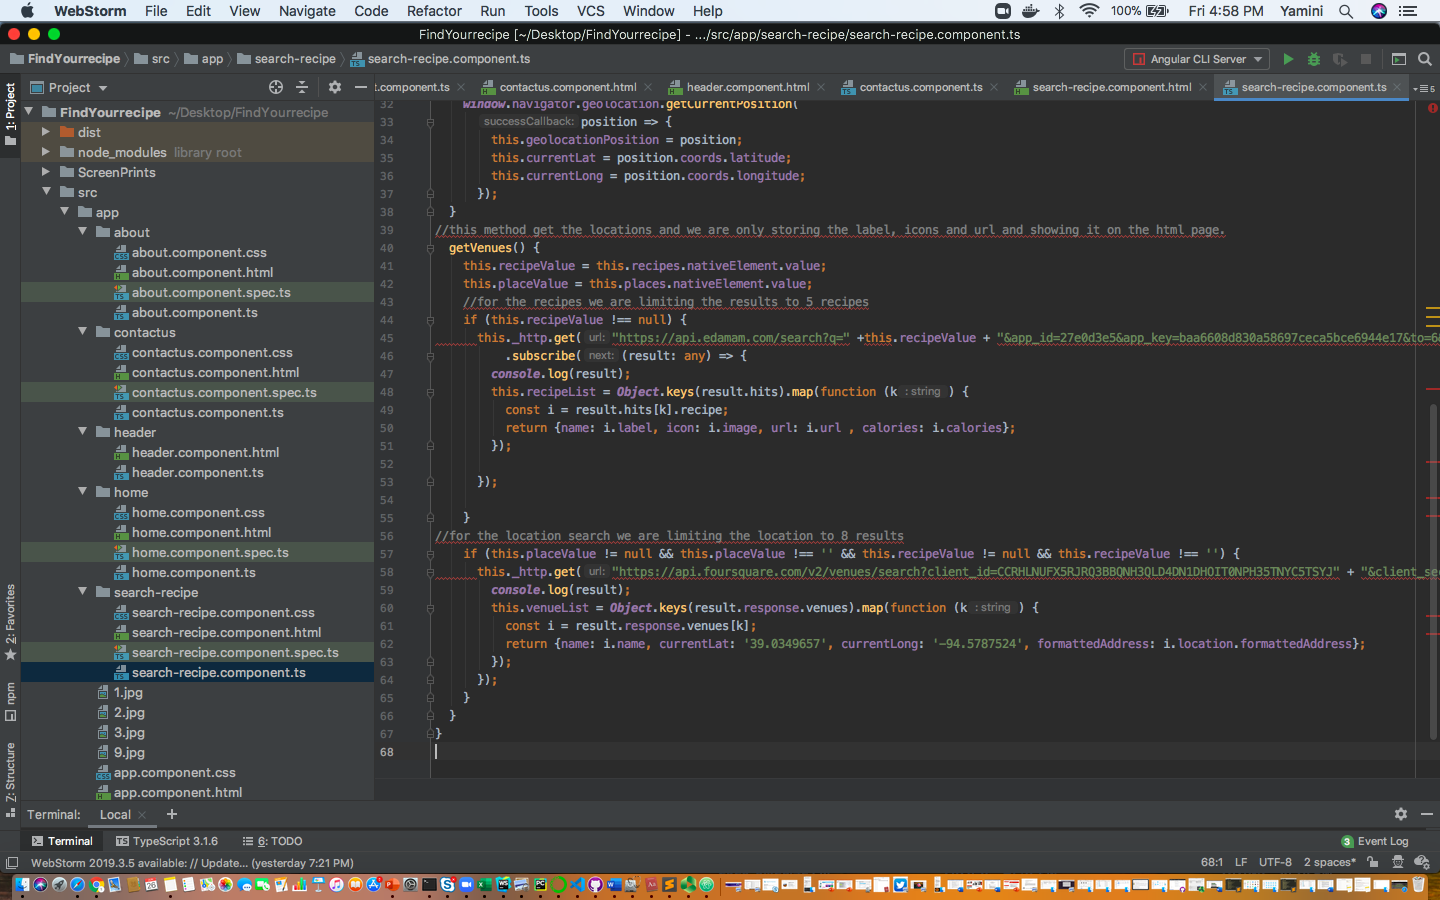 WebStorm File Edit View Navigate Code Refactor Run Tools VCS Window Help 100% Fri 4:58 PM Yamini
FindYourrecipe [~/Desktop/FindYourrecipe] - .../src/app/search-recipe/search-recipe.component.ts
FindYourrecipe src app search-recipe search-recipe.component.ts Angular CLI Server
Project t.component.ts contactus.component.html header.component.html contactus.component.ts search-recipe.component.html search-recipe.component.ts 5
1: Project
2: Favorites
npm
Z: Structure
FindYourrecipe ~/Desktop/FindYourrecipe
dist
node_modules library root
ScreenPrints
src
app
about
about.component.css
about.component.html
about.component.spec.ts
about.component.ts
contactus
contactus.component.css
contactus.component.html
contactus.component.spec.ts
contactus.component.ts
header
header.component.html
header.component.ts
home
home.component.css
home.component.html
home.component.spec.ts
home.component.ts
search-recipe
search-recipe.component.css
search-recipe.component.html
search-recipe.component.spec.ts
search-recipe.component.ts
1.jpg
2.jpg
3.jpg
9.jpg
app.component.css
app.component.html
32 window.navigator.geolocation.getCurrentPosition(
33 successCallback: position => {
34 this.geolocationPosition = position;
35 this.currentLat = position.coords.latitude;
36 this.currentLong = position.coords.longitude;
37 });
38 }
39 //this method get the locations and we are only storing the label, icons and url and showing it on the html page.
40 getVenues() {
41 this.recipeValue = this.recipes.nativeElement.value;
42 this.placeValue = this.places.nativeElement.value;
43 //for the recipes we are limiting the results to 5 recipes
44 if (this.recipeValue !== null) {
45 this._http.get( url: "https://api.edamam.com/search?q=" +this.recipeValue + "&app_id=27e0d3e5&app_key=baa6608d830a58697ceca5bce6944e17&to=6
46 .subscribe( next: (result: any) => {
47 console.log(result);
48 this.recipeList = Object.keys(result.hits).map(function (k : string ) {
49 const i = result.hits[k].recipe;
50 return {name: i.label, icon: i.image, url: i.url , calories: i.calories};
51 });
52
53 });
54
55 }
56 //for the location search we are limiting the location to 8 results
57 if (this.placeValue != null && this.placeValue !== '' && this.recipeValue != null && this.recipeValue !== '') {
58 this._http.get( url: "https://api.foursquare.com/v2/venues/search?client_id=CCRHLNUFX5RJRQ3BBQNH3QLD4DN1DHOIT0NPH35TNYC5TSYJ" + "&client_se
59 console.log(result);
60 this.venueList = Object.keys(result.response.venues).map(function (k : string ) {
61 const i = result.response.venues[k];
62 return {name: i.name, currentLat: '39.0349657', currentLong: '-94.5787524', formattedAddress: i.location.formattedAddress};
63 });
64 });
65 }
66 }
67 }
68
Terminal: Local +
Terminal TypeScript 3.1.6 6: TODO 3 Event Log
WebStorm 2019.3.5 available: // Update... (yesterday 7:21 PM) 68:1 LF UTF-8 2 spaces*